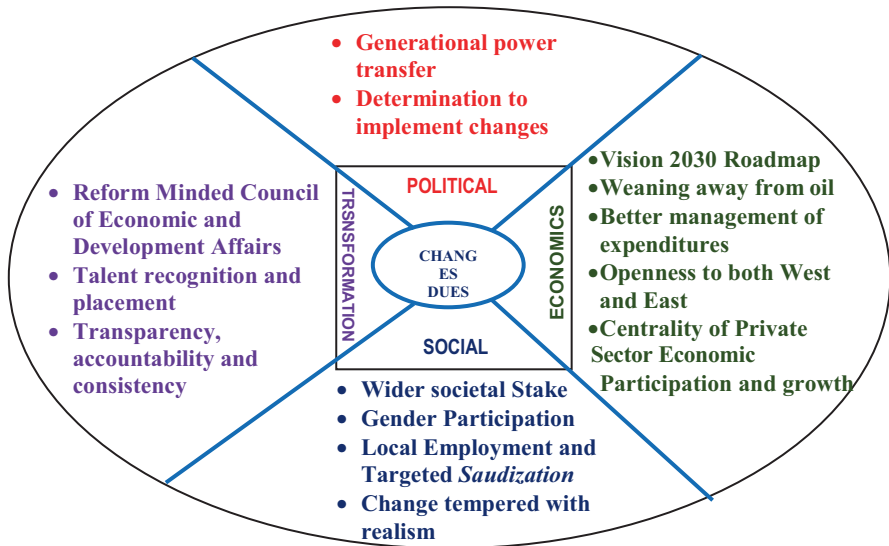 • Generational power
transfer
• Determination to
implement changes
POLITICAL
• Reform Minded Council
of Economic and
Development Affairs
• Talent recognition and
placement
• Transparency,
accountability and
consistency
TRSNSFORMATION
CHANG
ES
DUES
ECONOMICS
•Vision 2030 Roadmap
•Weaning away from oil
•Better management of
expenditures
•Openness to both West
and East
•Centrality of Private
Sector Economic
Participation and growth
SOCIAL
• Wider societal Stake
• Gender Participation
• Local Employment and
Targeted Saudization
• Change tempered with
realism